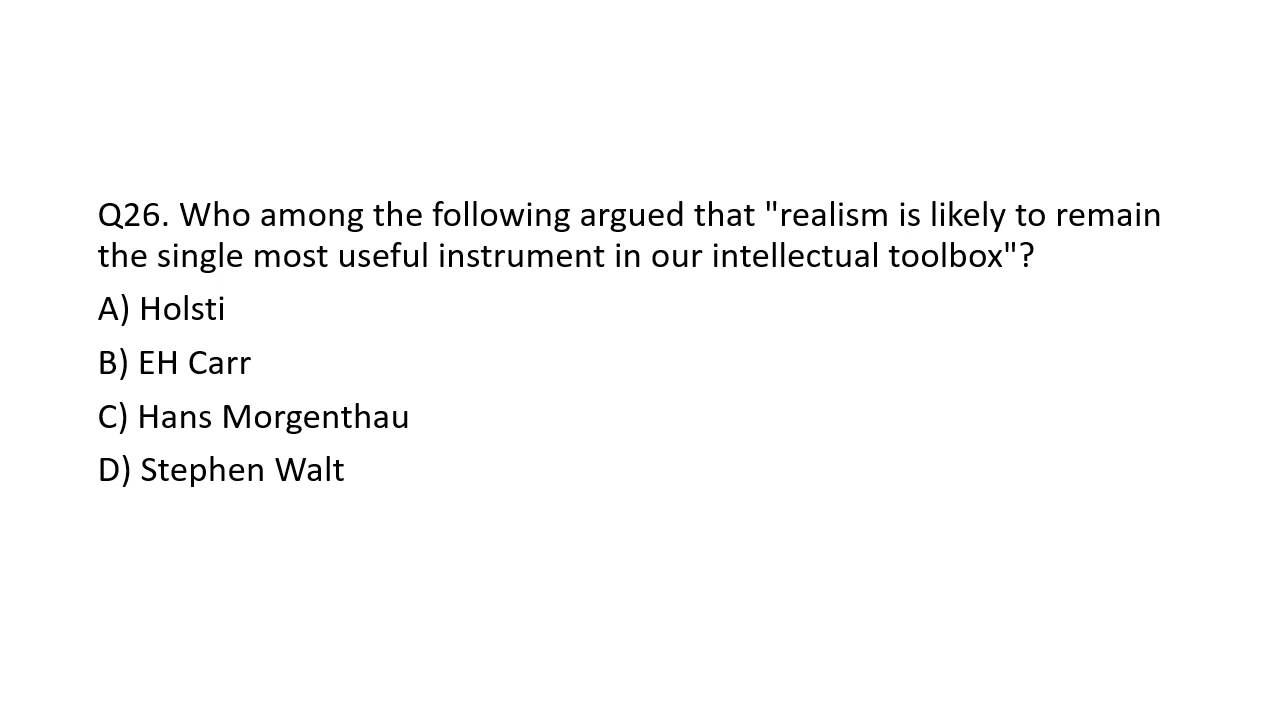 Q26. Who among the following argued that "realism is likely to remain
the single most useful instrument in our intellectual toolbox"?
A) Holsti
B) EH Carr
C) Hans Morgenthau
D) Stephen Walt